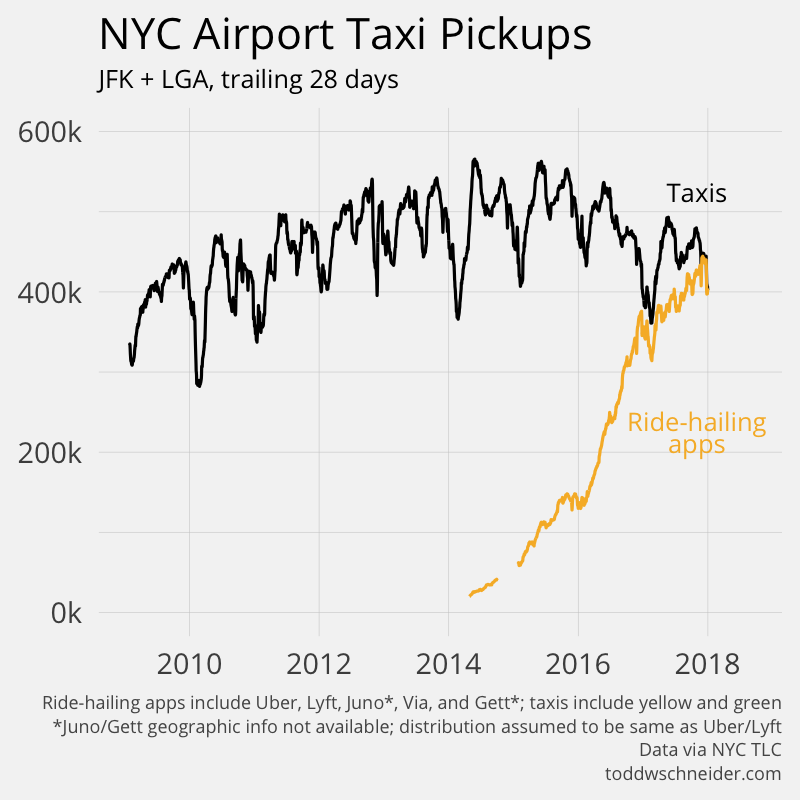 NYC Airport Taxi Pickups
JFK + LGA, trailing 28 days
600k
400k
200k
0k
Taxis
Ride-hailing
apps
2010 2012 2014 2016 2018
Ride-hailing apps include Uber, Lyft, Juno*, Via, and Gett*; taxis include yellow and green
*Juno/Gett geographic info not available; distribution assumed to be same as Uber/Lyft
Data via NYC TLC
toddwschneider.com